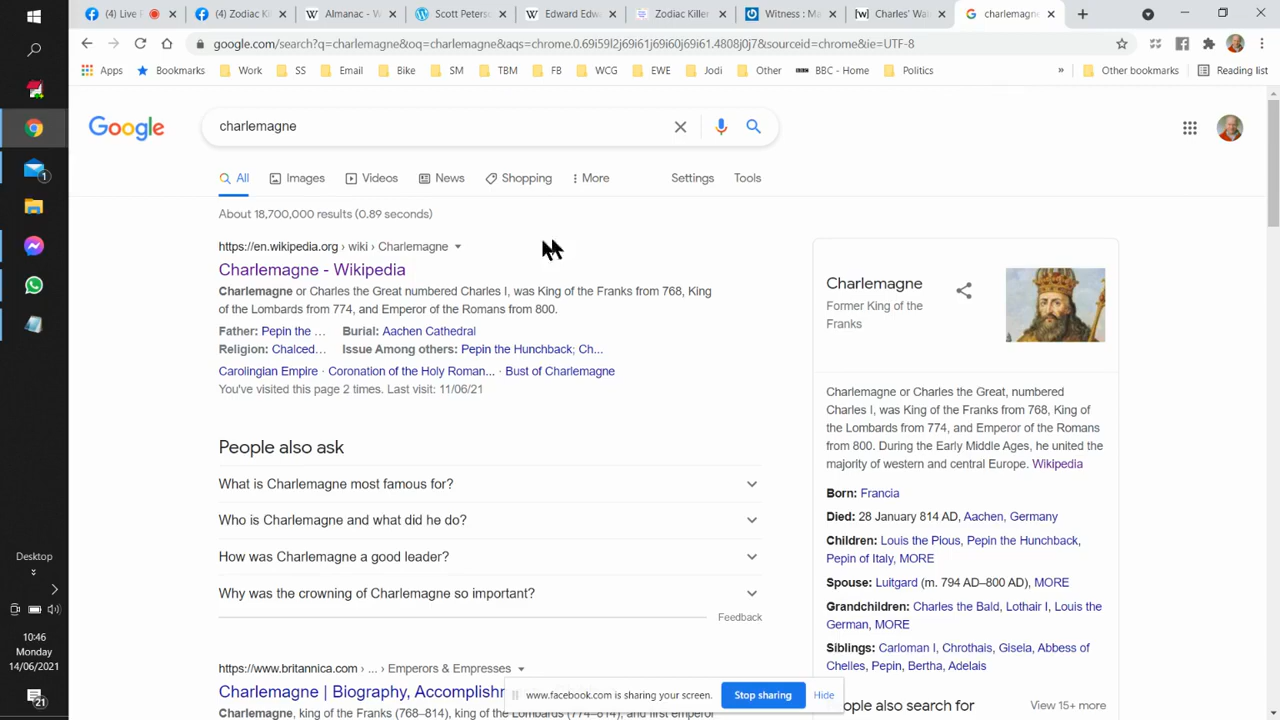 (4) Live
(4) Zodiac Ki
Almanac - W
Scott Peters
Edward Edw
Zodiac Killer
Witness : Ma
Charles' Wa
charlemagne
google.com/search?q=charlemagne&oq=charlemagne&aqs=chrome.0.69i59l2j69i61j69i60j69i61.4808j0j7&sourceid=chrome&ie=UTF-8
Apps Bookmarks Work SS Email Bike SM TBM FB WCG EWE Jodi Other BBC - Home Politics » Other bookmarks Reading list
Google
charlemagne
All Images Videos News Shopping More Settings Tools
About 18,700,000 results (0.89 seconds)
https://en.wikipedia.org › wiki › Charlemagne
Charlemagne - Wikipedia
Charlemagne or Charles the Great numbered Charles I, was King of the Franks from 768, King
of the Lombards from 774, and Emperor of the Romans from 800.
Father: Pepin the ... Burial: Aachen Cathedral
Religion: Chalced... Issue Among others: Pepin the Hunchback; Ch...
Carolingian Empire · Coronation of the Holy Roman... · Bust of Charlemagne
You've visited this page 2 times. Last visit: 11/06/21
People also ask
What is Charlemagne most famous for?
Who is Charlemagne and what did he do?
How was Charlemagne a good leader?
Why was the crowning of Charlemagne so important?
Feedback
https://www.britannica.com › ... › Emperors & Empresses
Charlemagne | Biography, Accomplishm
Charlemagne, king of the Franks (768–814), king of the Lombards (774–814), and first emperor
Charlemagne
Former King of the
Franks
Charlemagne or Charles the Great, numbered
Charles I, was King of the Franks from 768, King of
the Lombards from 774, and Emperor of the Romans
from 800. During the Early Middle Ages, he united the
majority of western and central Europe. Wikipedia
Born: Francia
Died: 28 January 814 AD, Aachen, Germany
Children: Louis the Pious, Pepin the Hunchback,
Pepin of Italy, MORE
Spouse: Luitgard (m. 794 AD–800 AD), MORE
Grandchildren: Charles the Bald, Lothair I, Louis the
German, MORE
Siblings: Carloman I, Chrothais, Gisela, Abbess of
Chelles, Pepin, Bertha, Adelais
eople also search for View 15+ more
www.facebook.com is sharing your screen. Stop sharing Hide
1
Desktop
10:46
Monday
14/06/2021
21